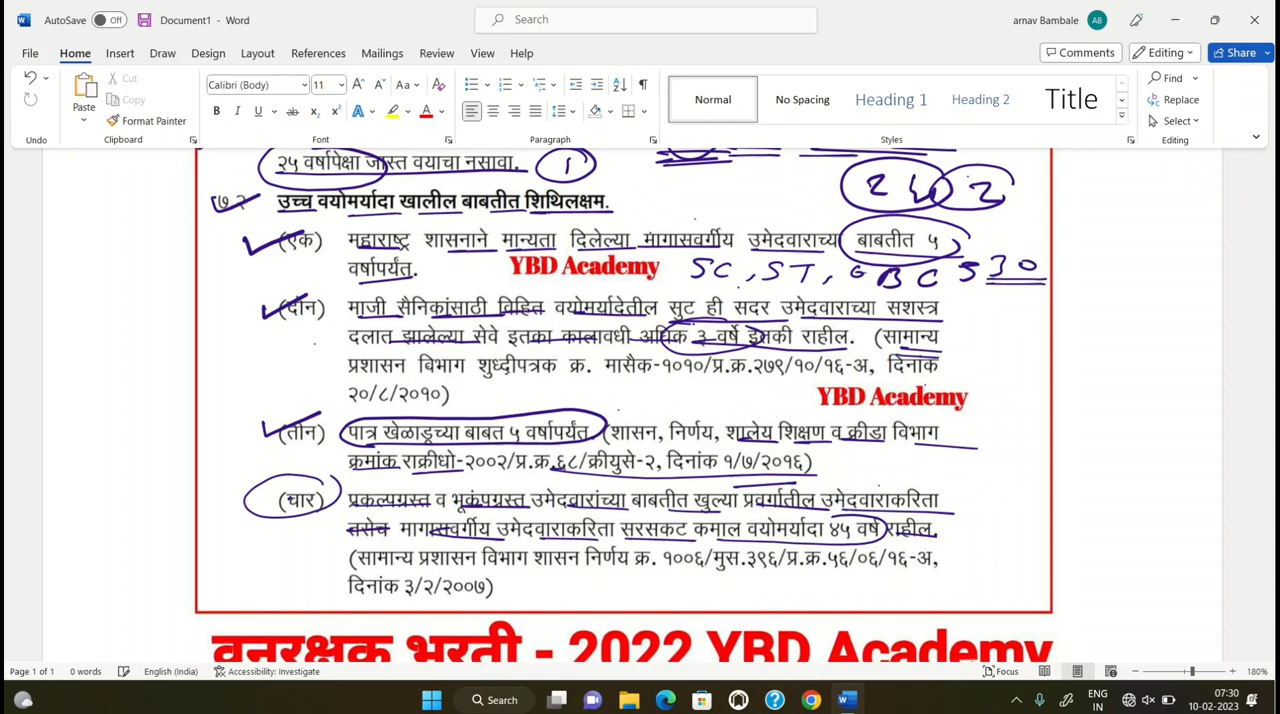 AutoSave Off Document1 - Word Search arnav Bambale AB
File Home Insert Draw Design Layout References Mailings Review View Help Comments Editing Share
Cut
Copy
Paste Format Painter
Calibri (Body) 11
Normal No Spacing Heading 1 Heading 2 Title
Find
Replace
Select
Undo Clipboard Font Paragraph Styles Editing
२५ वर्षापेक्षा जास्त वयाचा नसावा. 1
७.२ उच्च वयोमर्यादा खालील बाबतीत शिथिलक्षम.
(एक) महाराष्ट्र शासनाने मान्यता दिलेल्या मागासवर्गीय उमेदवाराच्य बाबतीत ५
वर्षापर्यंत. YBD Academy SC, ST, OBC 5 30
(दोन) माजी सैनिकांसाठी विहित वयोमर्यादेतील सुट ही सदर उमेदवाराच्या सशस्त्र
दलात झालेल्या सेवे इतका कालावधी अधिक ३ वर्षे इतकी राहील. (सामान्य
प्रशासन विभाग शुध्दीपत्रक क्र. मासैक-१०१०/प्र.क्र.२७९/१०/१६-अ, दिनांक
२०/८/२०१०)
YBD Academy
(तीन) पात्र खेळाडूच्या बाबत ५ वर्षापर्यंत. (शासन, निर्णय, शालेय शिक्षण व क्रीडा विभाग
क्रमांक राक्रीधो-२००२/प्र.क्र.६८/क्रीयुसे-२, दिनांक १/७/२०१६)
(चार) प्रकल्पग्रस्त व भूकंपग्रस्त उमेदवारांच्या बाबतीत खुल्या प्रवर्गातील उमेदवाराकरिता
तसेच मागासवर्गीय उमेदवाराकरिता सरसकट कमाल वयोमर्यादा ४५ वर्षे राहील.
(सामान्य प्रशासन विभाग शासन निर्णय क्र. १००६/मुस.३९६/प्र.क्र.५६/०६/१६-अ,
दिनांक ३/२/२००७)
वनरक्षक भरती - 2022 YBD Academy
Page 1 of 1 0 words English (India) Accessibility: Investigate Focus 180%
Search ENG IN 07:30 10-02-2023